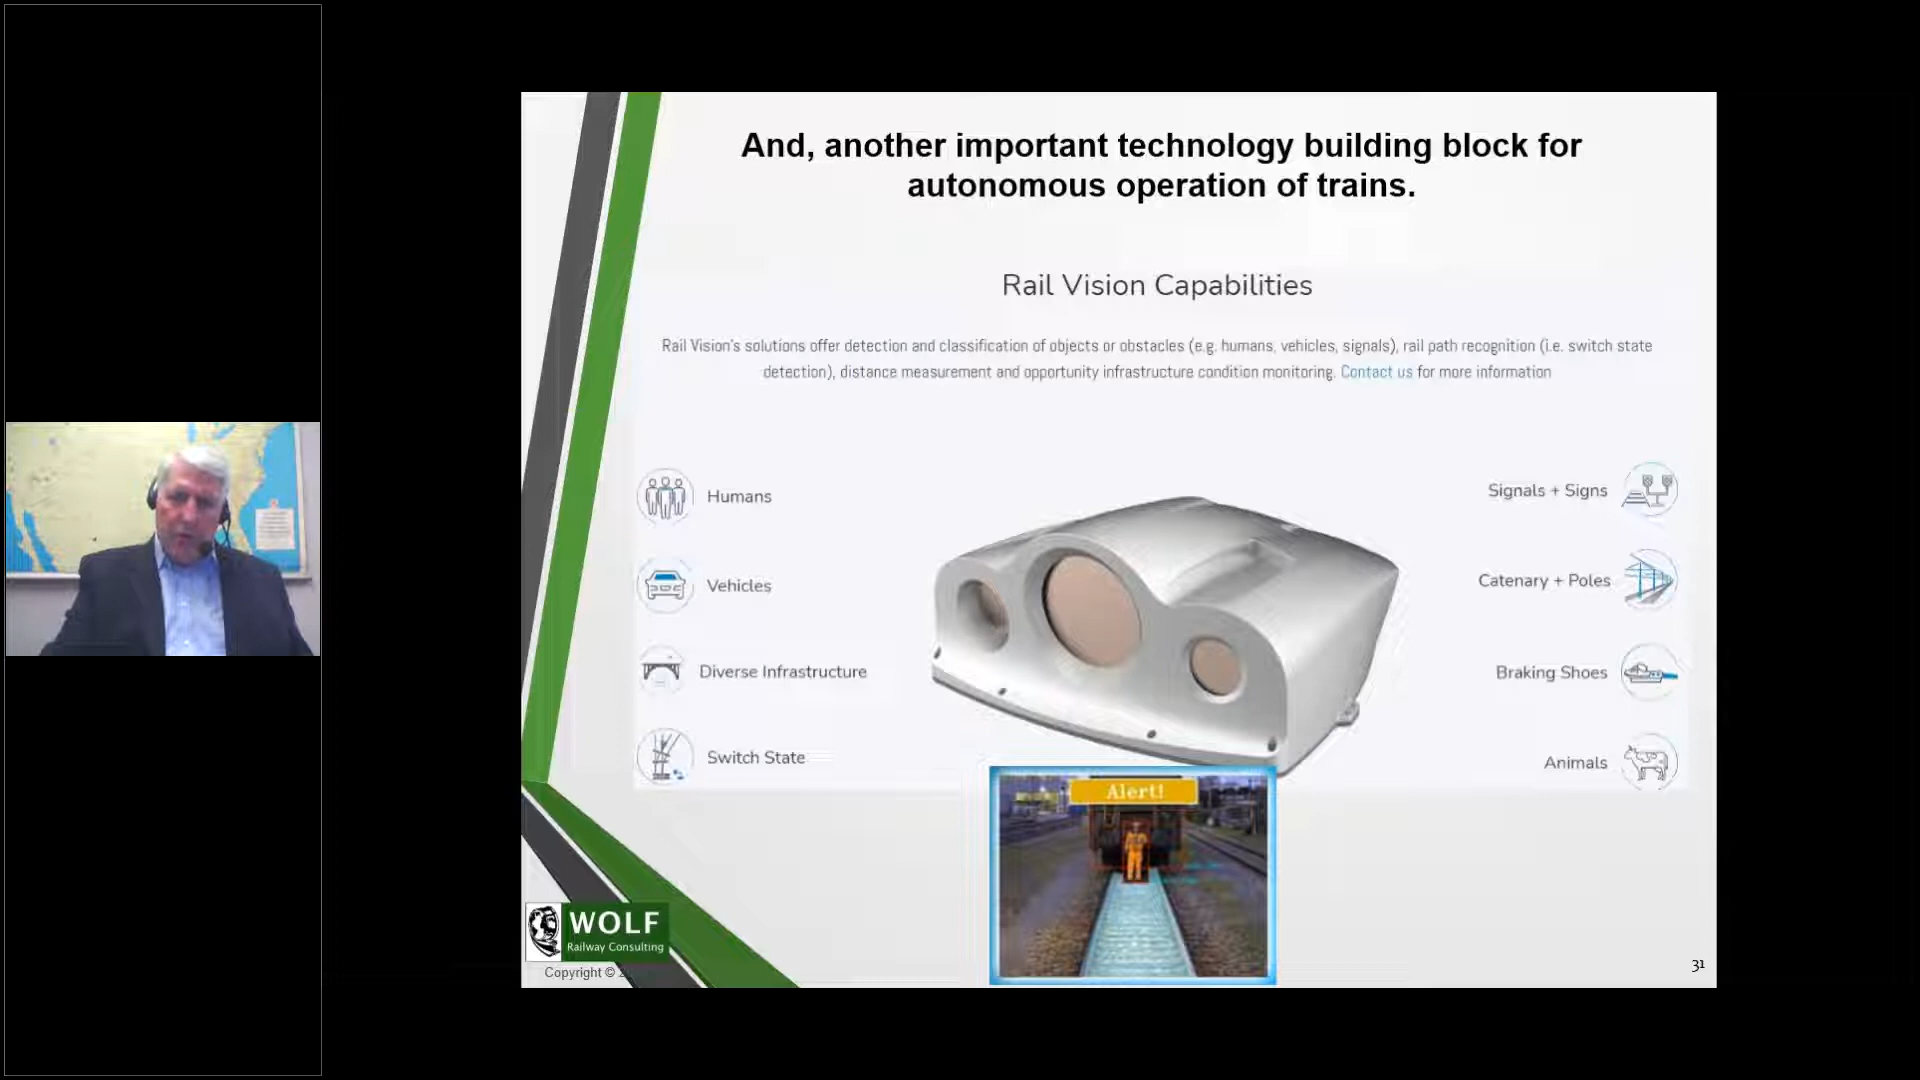 And, another important technology building block for
autonomous operation of trains.
Rail Vision Capabilities
Rail Vision's solutions offer detection and classification of objects or obstacles (e.g. humans, vehicles, signals), rail path recognition (i.e. switch state
detection), distance measurement and opportunity infrastructure condition monitoring. Contact us for more information
Humans
Vehicles
Diverse Infrastructure
Switch State
Signals + Signs
Catenary + Poles
Braking Shoes
Animals
Alert!
WOLF
Railway Consulting
Copyright ©
31